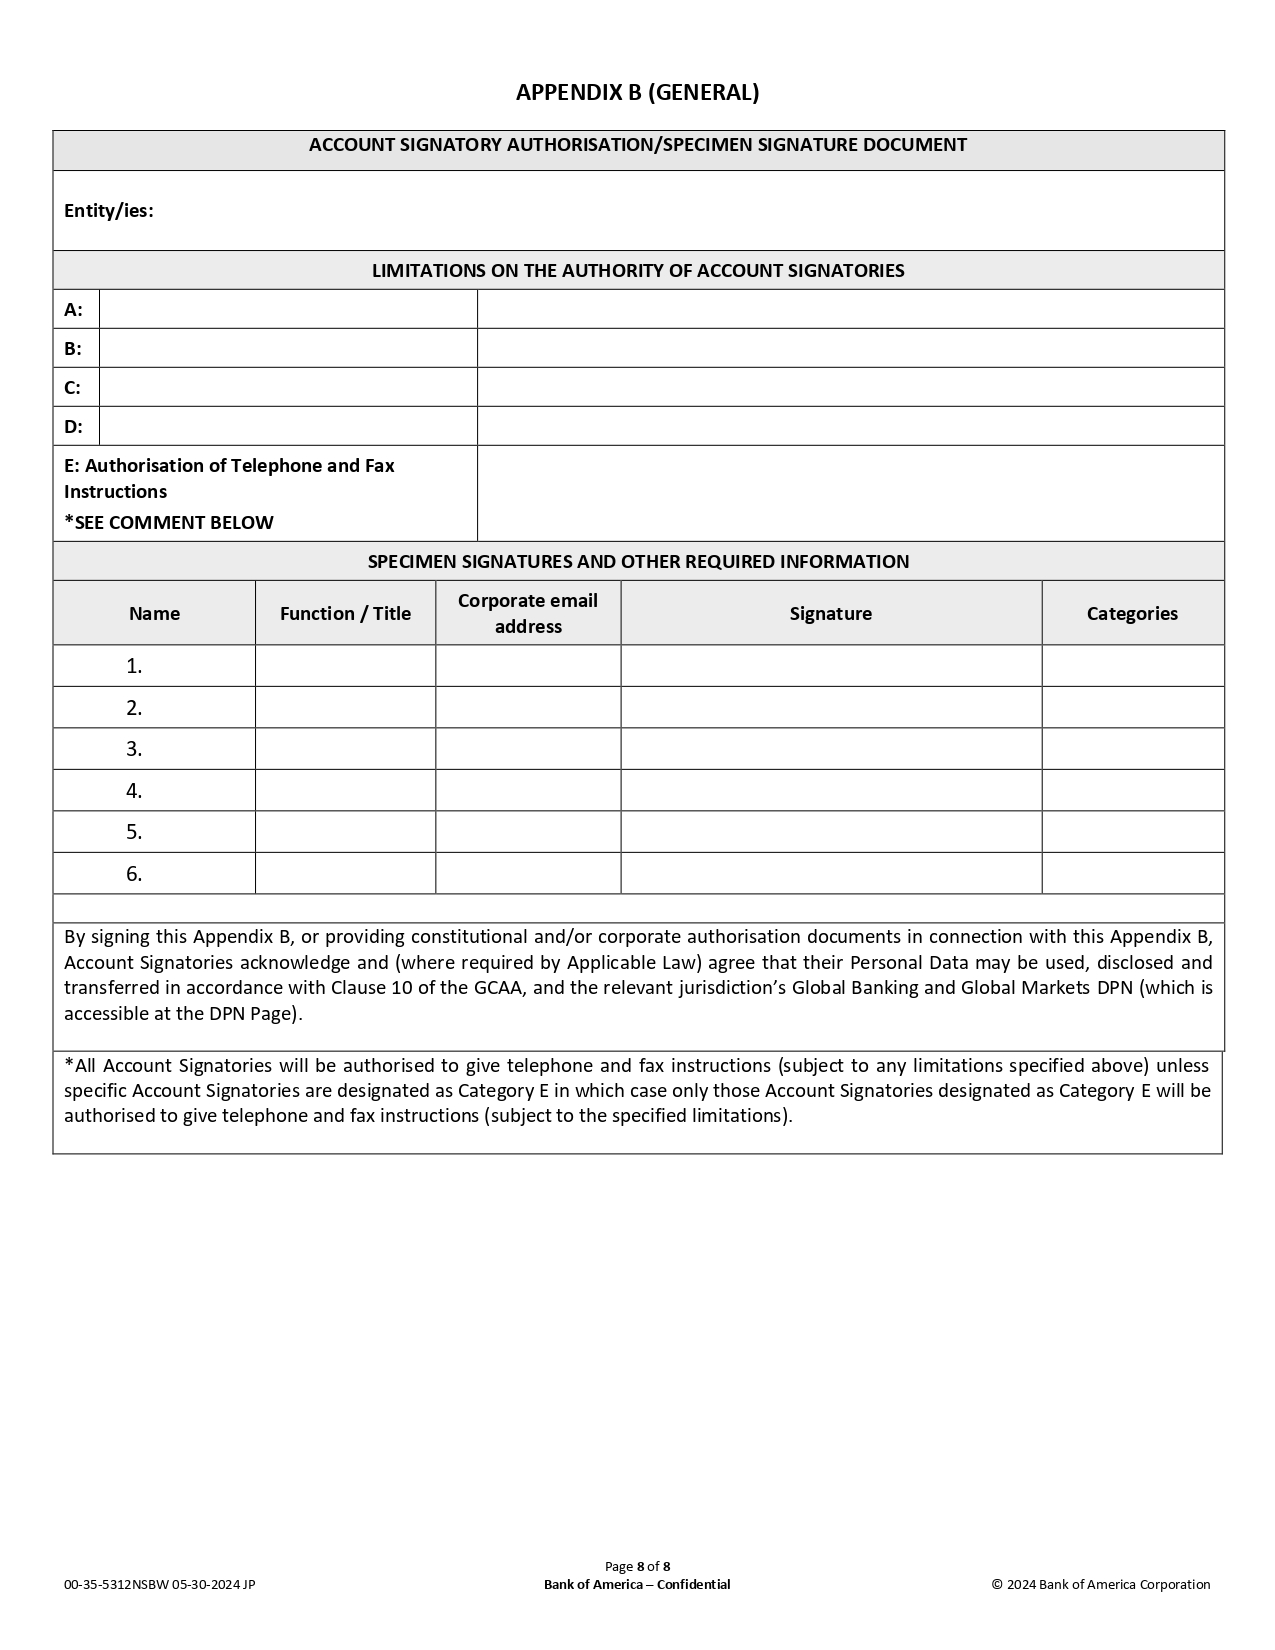 APPENDIX B (GENERAL)
ACCOUNT SIGNATORY AUTHORISATION/SPECIMEN SIGNATURE DOCUMENT
Entity/ies:
LIMITATIONS ON THE AUTHORITY OF ACCOUNT SIGNATORIES
A:
B:
C:
D:
E: Authorisation of Telephone and Fax
Instructions
*SEE COMMENT BELOW
SPECIMEN SIGNATURES AND OTHER REQUIRED INFORMATION
Name Function / Title Corporate email address Signature Categories
1.
2.
3.
4.
5.
6.
By signing this Appendix B, or providing constitutional and/or corporate authorisation documents in connection with this Appendix B,
Account Signatories acknowledge and (where required by Applicable Law) agree that their Personal Data may be used, disclosed and
transferred in accordance with Clause 10 of the GCAA, and the relevant jurisdiction’s Global Banking and Global Markets DPN (which is
accessible at the DPN Page).
*All Account Signatories will be authorised to give telephone and fax instructions (subject to any limitations specified above) unless
specific Account Signatories are designated as Category E in which case only those Account Signatories designated as Category E will be
authorised to give telephone and fax instructions (subject to the specified limitations).
Page 8 of 8
00-35-5312NSBW 05-30-2024 JP Bank of America – Confidential © 2024 Bank of America Corporation